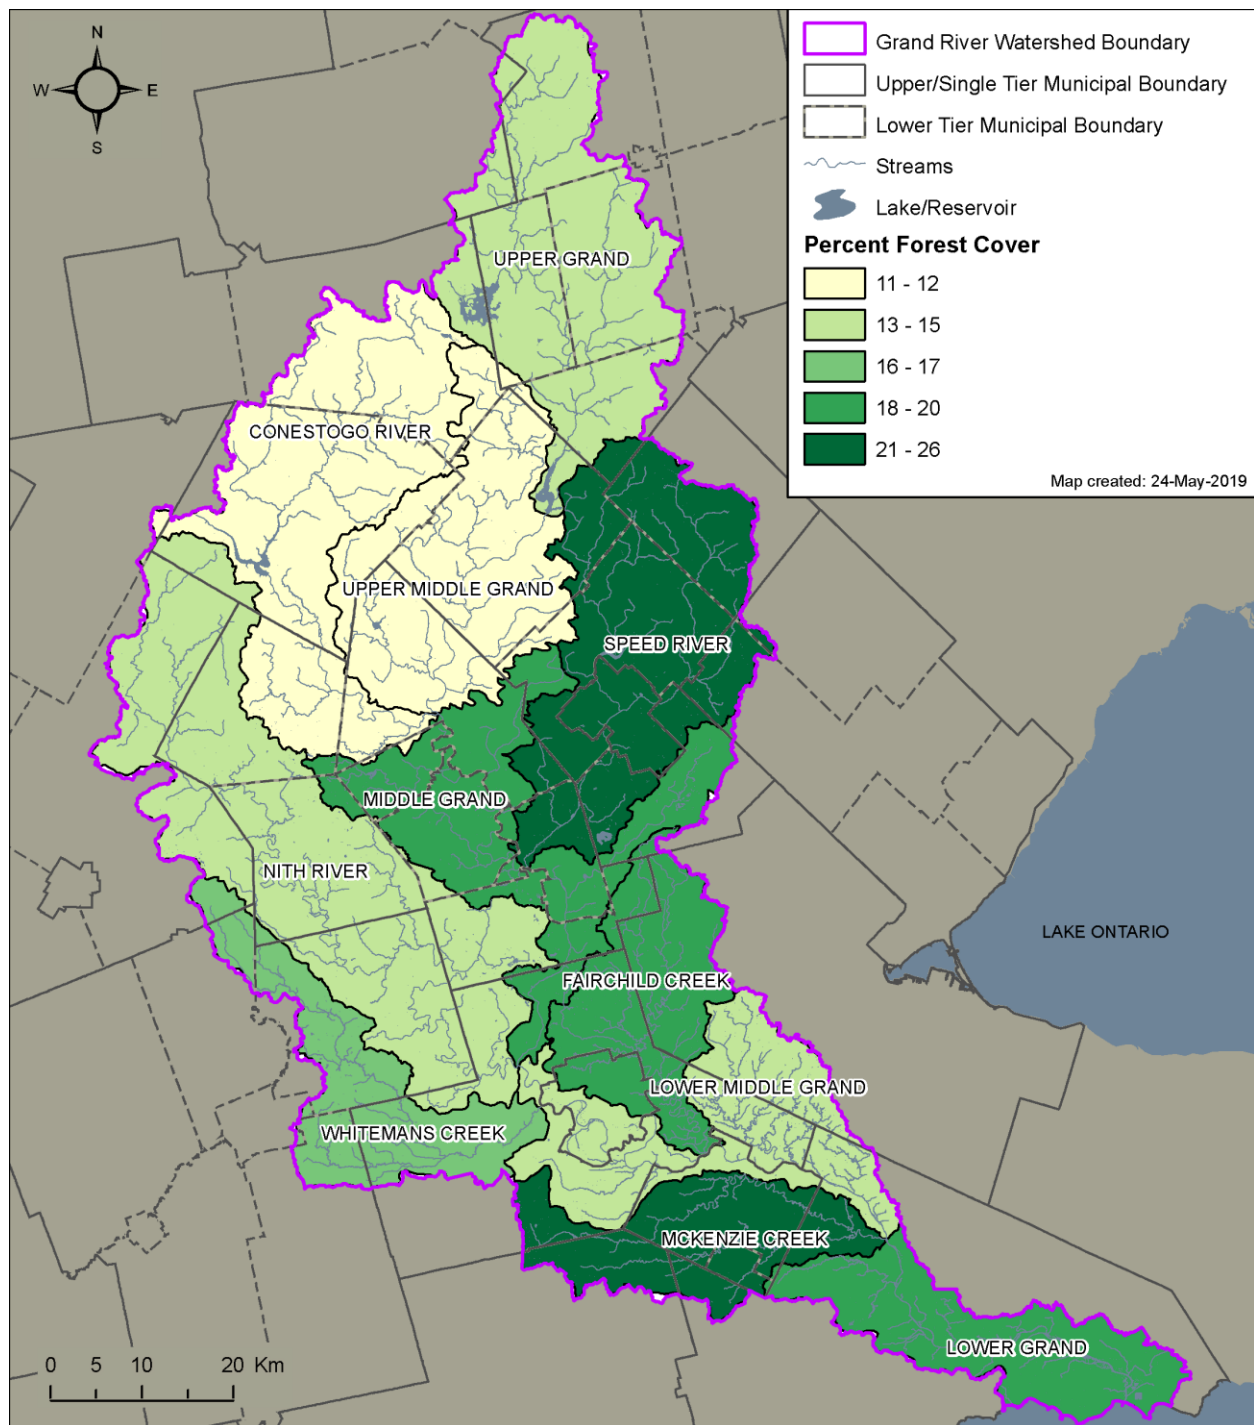 N
W E
S
Grand River Watershed Boundary
Upper/Single Tier Municipal Boundary
Lower Tier Municipal Boundary
Streams
Lake/Reservoir
Percent Forest Cover
11 - 12
13 - 15
16 - 17
18 - 20
21 - 26
Map created: 24-May-2019
UPPER GRAND
CONESTOGO RIVER
UPPER MIDDLE GRAND
SPEED RIVER
MIDDLE GRAND
NITH RIVER
LAKE ONTARIO
FAIRCHILD CREEK
LOWER MIDDLE GRAND
WHITEMANS CREEK
MCKENZIE CREEK
LOWER GRAND
0 5 10 20 Km